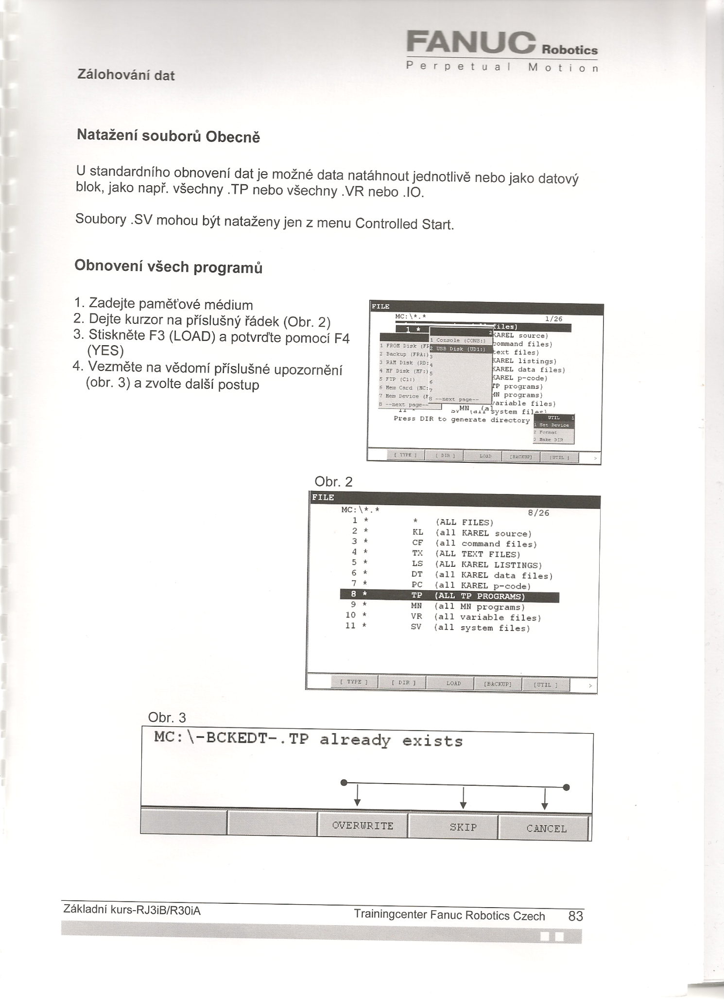 FANUC Robotics
Perpetual Motion
Zálohování dat
Natažení souborů Obecně
U standardního obnovení dat je možné data natáhnout jednotlivě nebo jako datový
blok, jako např. všechny .TP nebo všechny .VR nebo .IO.
Soubory .SV mohou být nataženy jen z menu Controlled Start.
Obnovení všech programů
1. Zadejte paměťové médium
2. Dejte kurzor na příslušný řádek (Obr. 2)
3. Stiskněte F3 (LOAD) a potvrďte pomocí F4
(YES)
4. Vezměte na vědomí příslušné upozornění
(obr. 3) a zvolte další postup
FILE
MC:\*.* 1/26
1 * files)
KAREL source)
command files)
text files)
KAREL listings)
KAREL data files)
KAREL p-code)
TP programs)
MN programs)
variable files)
11 * SV (all system files)
MN (al
1 FROM Disk (FR
2 Backup (FRA:)
3 RAM Disk (RD:
4 MF Disk (MF:)
5 FTP (C1:)
6 Mem Card (MC:
7 Mem Device (M
8 --next page--
2
1 Console (CONS:)
2 USB Disk (UD1:)
3
4
5
6
7
8 --next page--
Press DIR to generate directory
UTIL 1
1 Set Device
2 Format
3 Make DIR
[ TYPE ] [ DIR ] LOAD [BACKUP] [UTIL ] >
Obr. 2
FILE
MC:\*.* 8/26
1 * * (ALL FILES)
2 * KL (all KAREL source)
3 * CF (all command files)
4 * TX (ALL TEXT FILES)
5 * LS (ALL KAREL LISTINGS)
6 * DT (all KAREL data files)
7 * PC (all KAREL p-code)
8 * TP (ALL TP PROGRAMS)
9 * MN (all MN programs)
10 * VR (all variable files)
11 * SV (all system files)
[ TYPE ] [ DIR ] LOAD [BACKUP] [UTIL ] >
Obr. 3
MC:\-BCKEDT-.TP already exists
OVERWRITE SKIP CANCEL
Základní kurs-RJ3iB/R30iA Trainingcenter Fanuc Robotics Czech 83